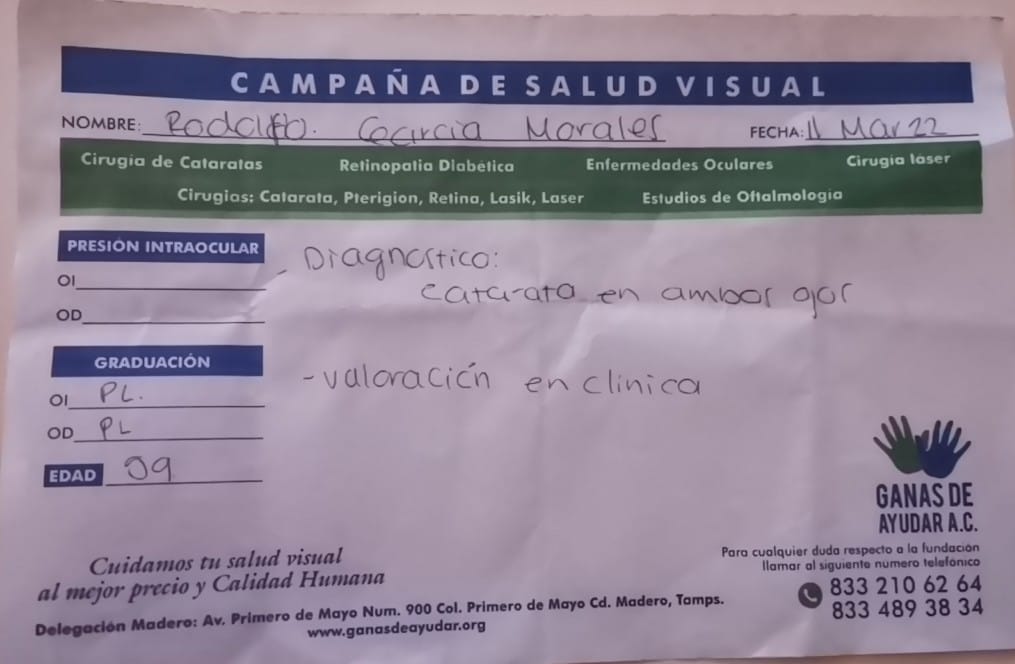 CAMPAÑA DE SALUD VISUAL
NOMBRE: Rodolfo. Garcia Morales FECHA: 11 Mar 22
Cirugia de Cataratas Retinopatia Diabética Enfermedades Oculares Cirugia láser
Cirugias: Catarata, Pterigion, Retina, Lasik, Laser Estudios de Oftalmologia
PRESIÓN INTRAOCULAR
OI
OD
- Diagnostico:
catarata en ambos ojos
GRADUACIÓN
OI PL.
OD PL
- valoración en clinica
EDAD
GANAS DE
AYUDAR A.C.
Cuidamos tu salud visual
al mejor precio y Calidad Humana
Para cualquier duda respecto a la fundación
llamar al siguiente número telefónico
833 210 62 64
833 489 38 34
Delegación Madero: Av. Primero de Mayo Num. 900 Col. Primero de Mayo Cd. Madero, Tamps.
www.ganasdeayudar.org